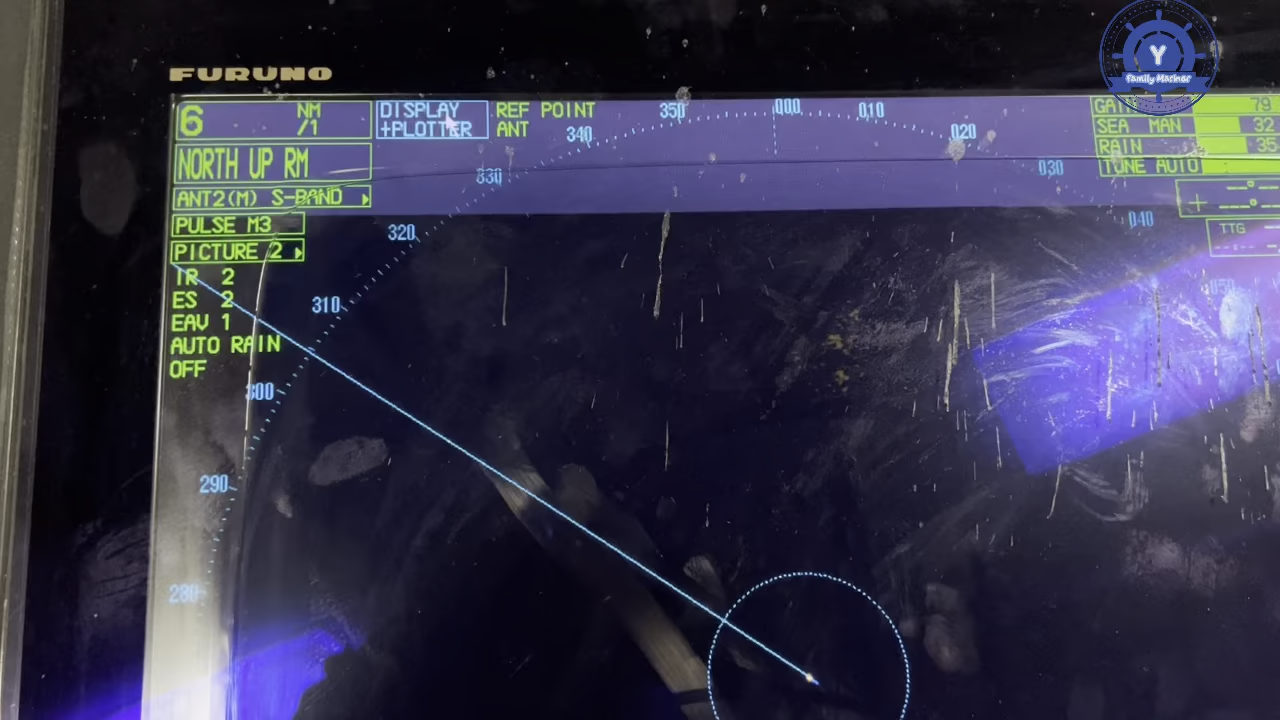 FURUNO
6 NM /1
DISPLAY +PLOTTER
REF POINT
ANT
NORTH UP RM
ANT2(M) S-BAND
PULSE M3
PICTURE 2
IR 2
ES 2
EAV 1
AUTO RAIN
OFF
280
290
300
310
320
330
340
350
000
010
020
030
040
050
GAIN 79
SEA MAN 32
RAIN 35
TUNE AUTO
TTG
Y
Family Mariner